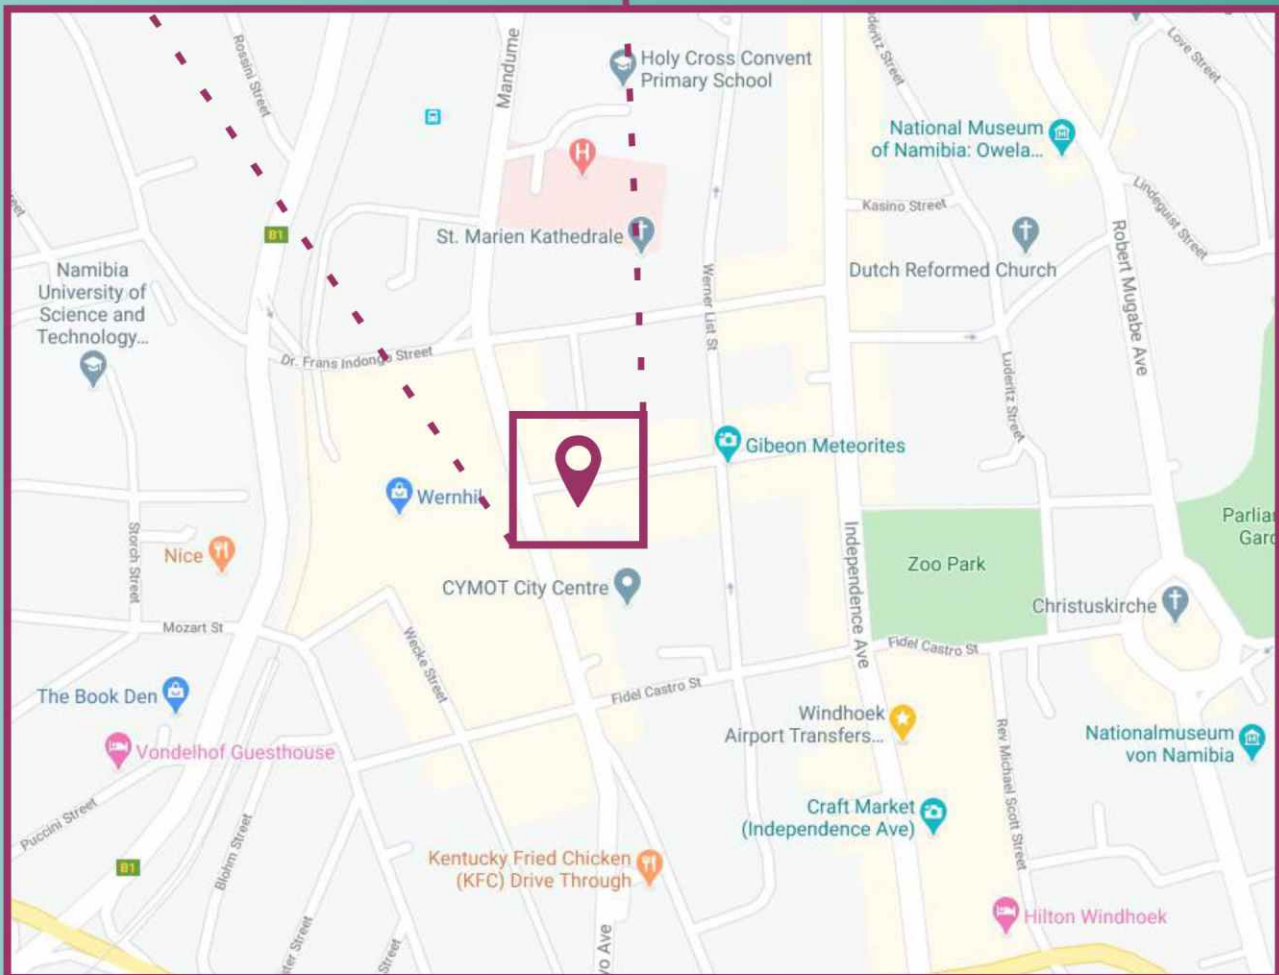 Rossini Street
Mandume
Holy Cross Convent
Primary School
Love Street
National Museum
of Namibia: Owela...
H
Kasino Street
Lindequist Street
B1
St. Marien Kathedrale
Dutch Reformed Church
Robert Mugabe Ave
Namibia
University of
Science and
Technology...
Werner List St
Dr. Frans Indongo Street
Luderitz Street
Gibeon Meteorites
Wernhil
Storch Street
Nice
Independence Ave
Zoo Park
CYMOT City Centre
Christuskirche
Mozart St
Wecke Street
Fidel Castro St
Fidel Castro St
The Book Den
Windhoek
Airport Transfers...
Rev Michael Scott Street
Nationalmuseum
von Namibia
Vondelhof Guesthouse
Puccini Street
Blohm Street
Craft Market
(Independence Ave)
B1
Kentucky Fried Chicken
(KFC) Drive Through
Hilton Windhoek
Street
Street
Ave